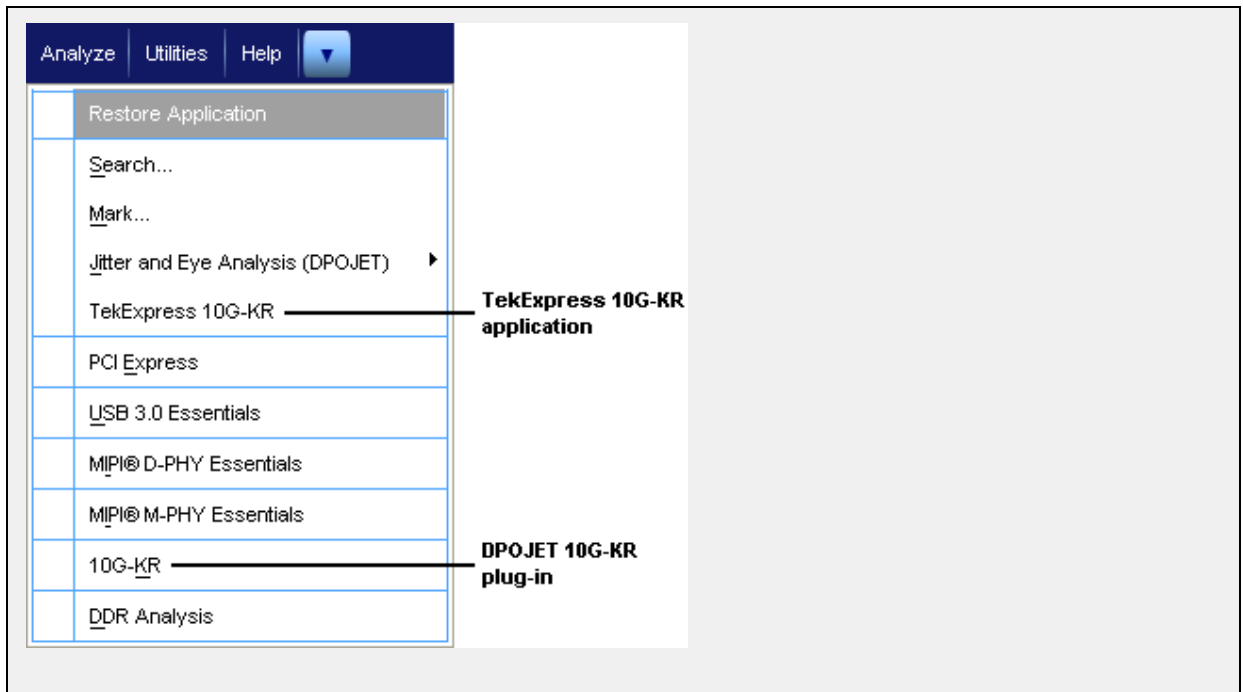 Analyze Utilities Help
Restore Application
Search...
Mark...
Jitter and Eye Analysis (DPOJET)
TekExpress 10G-KR
TekExpress 10G-KR
application
PCI Express
USB 3.0 Essentials
MIPI® D-PHY Essentials
MIPI® M-PHY Essentials
10G-KR
DPOJET 10G-KR
plug-in
DDR Analysis